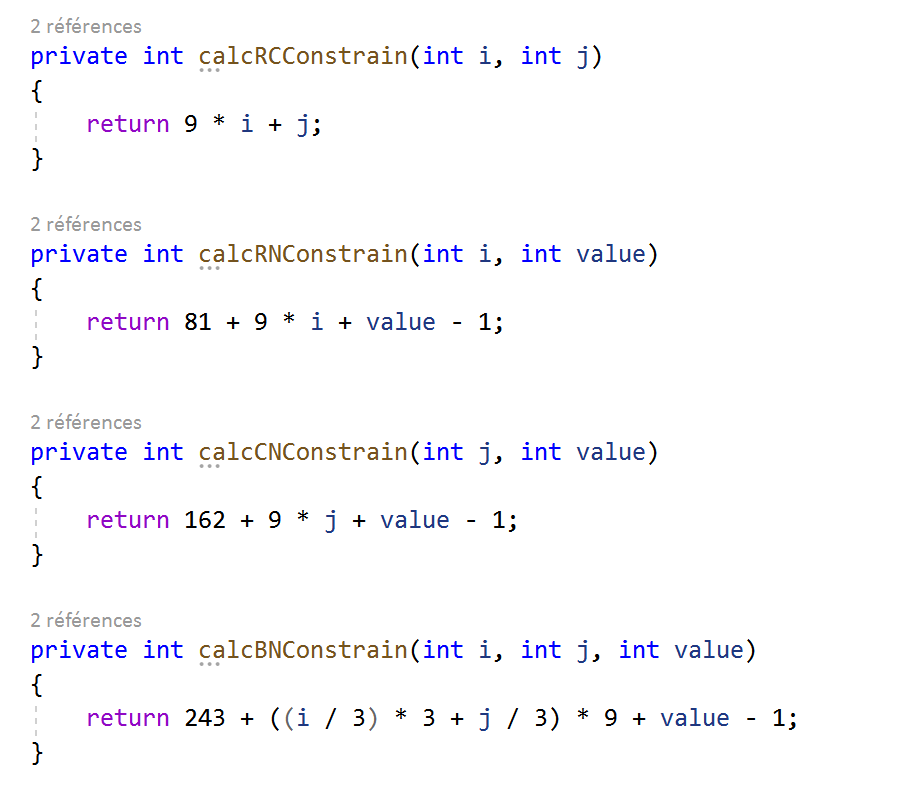 2 références
private int calcRCConstrain(int i, int j)
{
    return 9 * i + j;
}
2 références
private int calcRNConstrain(int i, int value)
{
    return 81 + 9 * i + value - 1;
}
2 références
private int calcCNConstrain(int j, int value)
{
    return 162 + 9 * j + value - 1;
}
2 références
private int calcBNConstrain(int i, int j, int value)
{
    return 243 + ((i / 3) * 3 + j / 3) * 9 + value - 1;
}